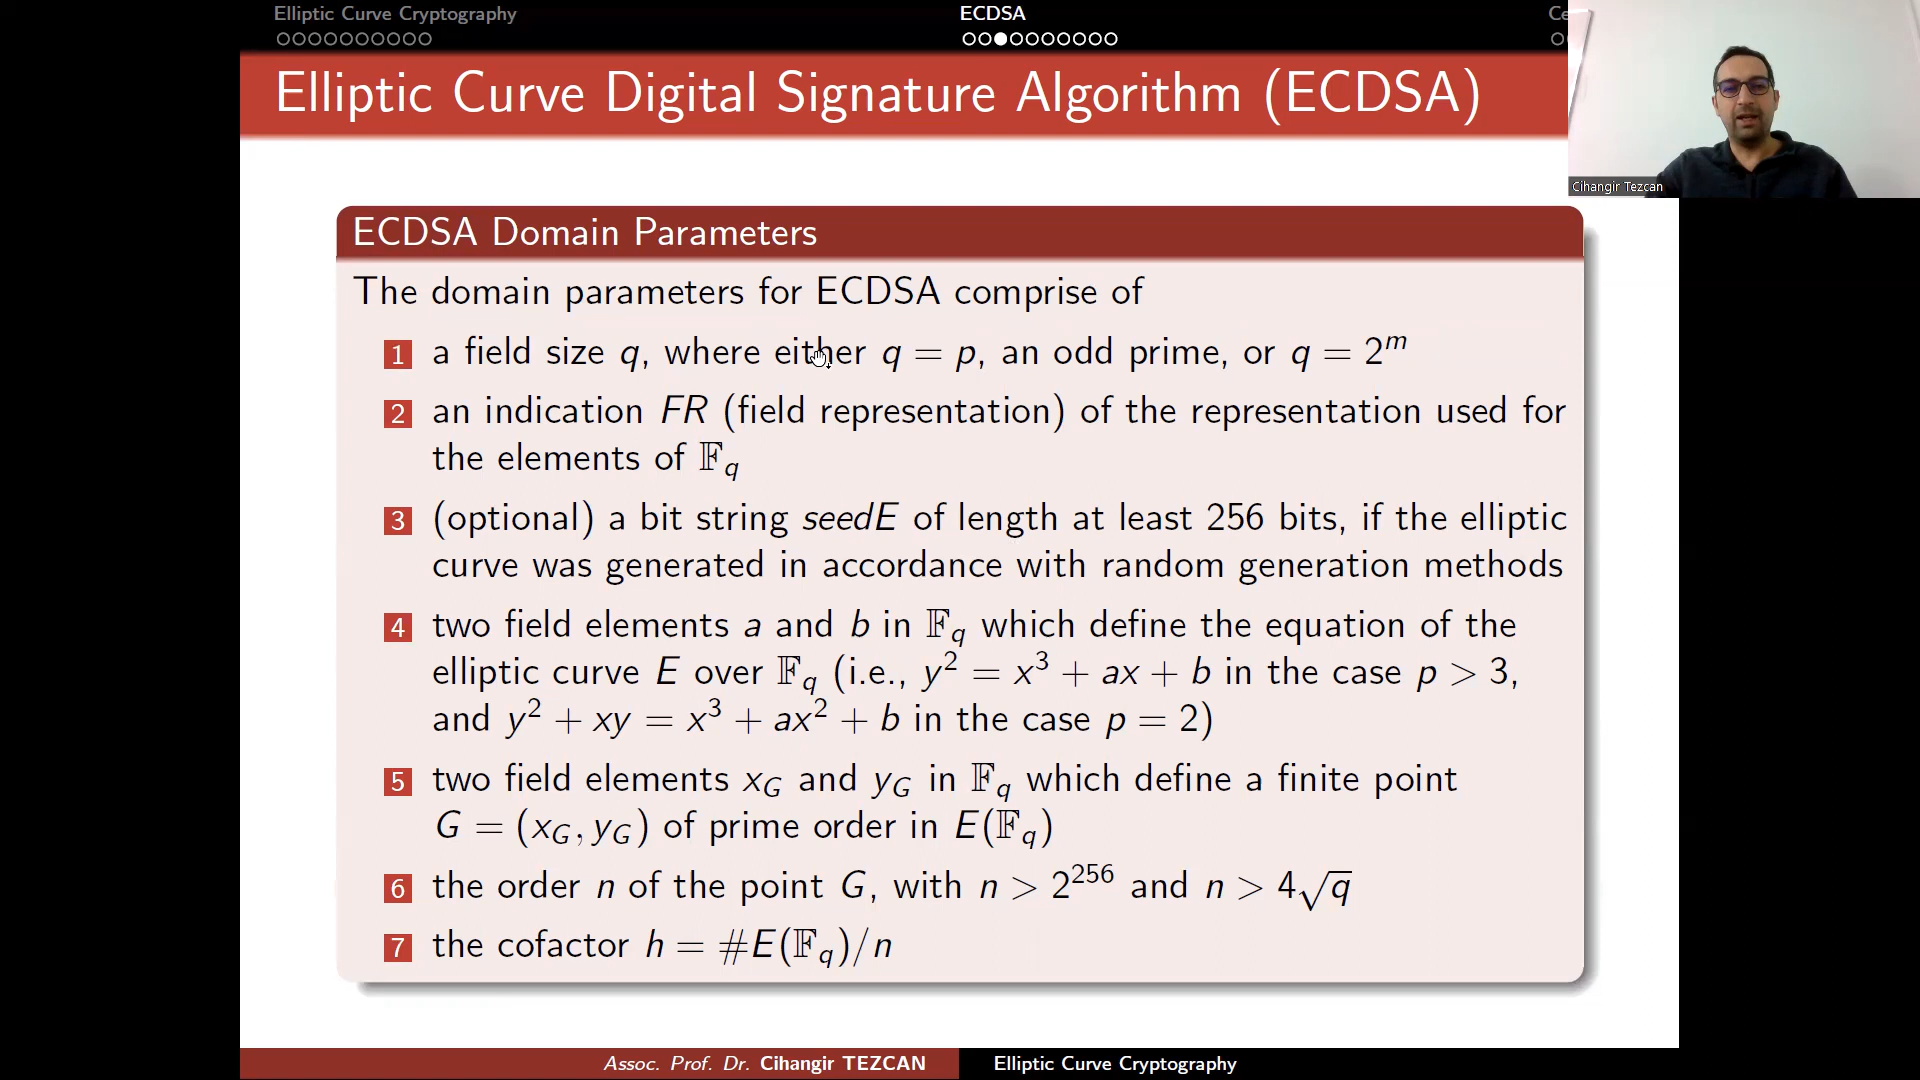 Elliptic Curve Cryptography
ECDSA
Ce
Elliptic Curve Digital Signature Algorithm (ECDSA)
Cihangir Tezcan
ECDSA Domain Parameters
The domain parameters for ECDSA comprise of
1 a field size q, where either q = p, an odd prime, or q = 2^m
2 an indication FR (field representation) of the representation used for
the elements of 𝔽_q
3 (optional) a bit string seedE of length at least 256 bits, if the elliptic
curve was generated in accordance with random generation methods
4 two field elements a and b in 𝔽_q which define the equation of the
elliptic curve E over 𝔽_q (i.e., y^2 = x^3 + ax + b in the case p > 3,
and y^2 + xy = x^3 + ax^2 + b in the case p = 2)
5 two field elements x_G and y_G in 𝔽_q which define a finite point
G = (x_G, y_G) of prime order in E(𝔽_q)
6 the order n of the point G, with n > 2^256 and n > 4√q
7 the cofactor h = #E(𝔽_q)/n
Assoc. Prof. Dr. Cihangir TEZCAN
Elliptic Curve Cryptography